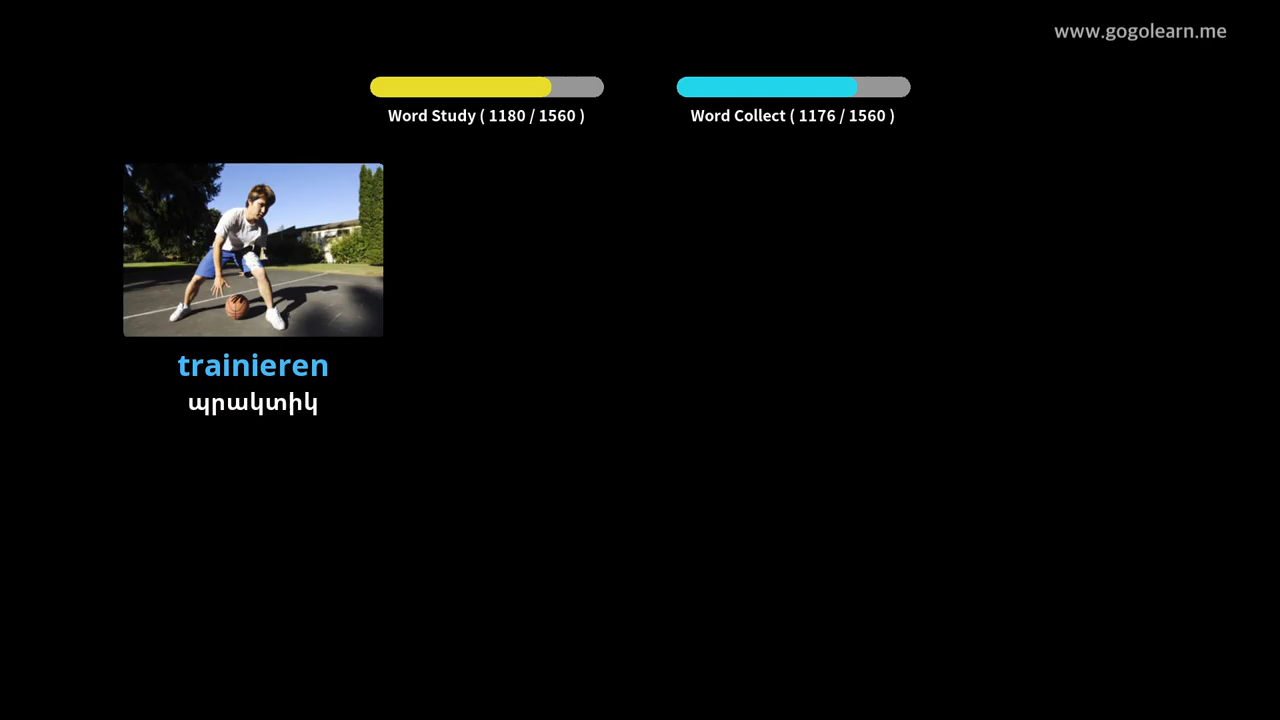 www.gogolearn.me
Word Study ( 1180 / 1560 )
Word Collect ( 1176 / 1560 )
trainieren
պրակտիկ